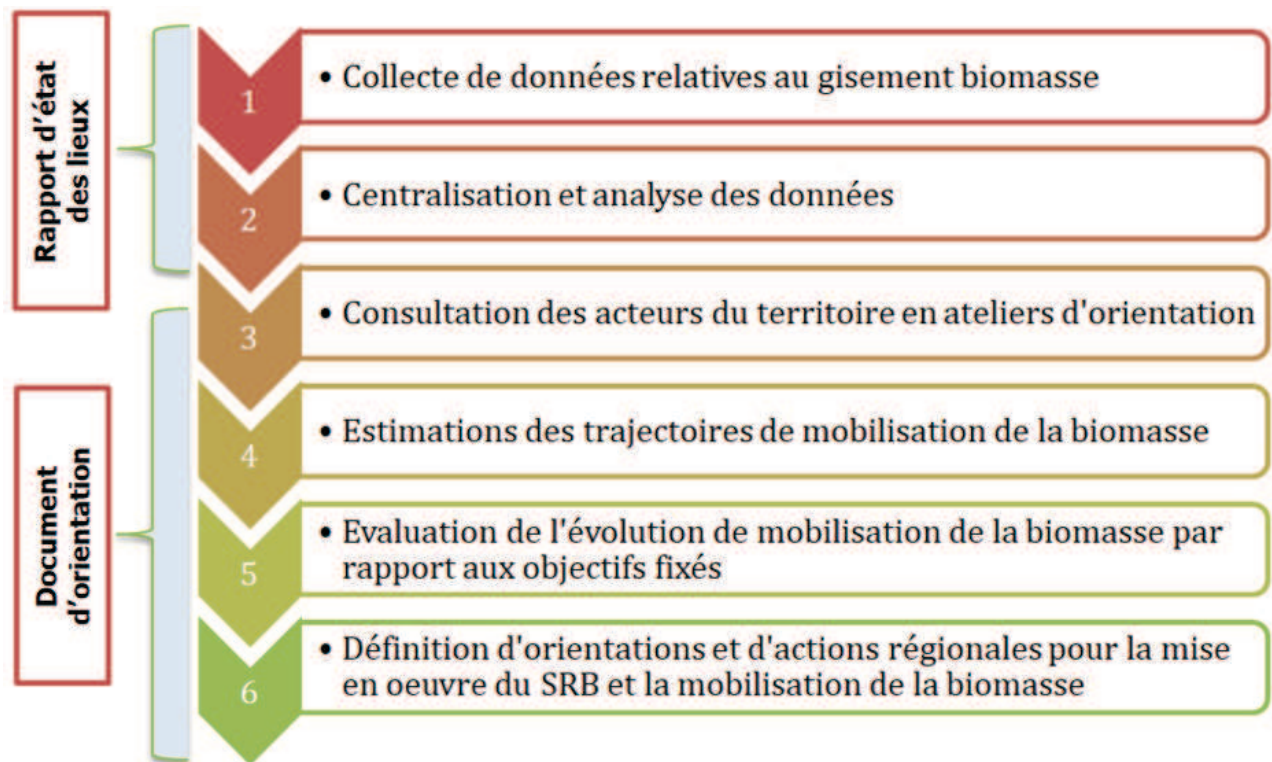 Rapport d'état
des lieux
1
• Collecte de données relatives au gisement biomasse
2
• Centralisation et analyse des données
Document
d'orientation
3
• Consultation des acteurs du territoire en ateliers d'orientation
4
• Estimations des trajectoires de mobilisation de la biomasse
5
• Evaluation de l'évolution de mobilisation de la biomasse par
rapport aux objectifs fixés
6
• Définition d'orientations et d'actions régionales pour la mise
en oeuvre du SRB et la mobilisation de la biomasse